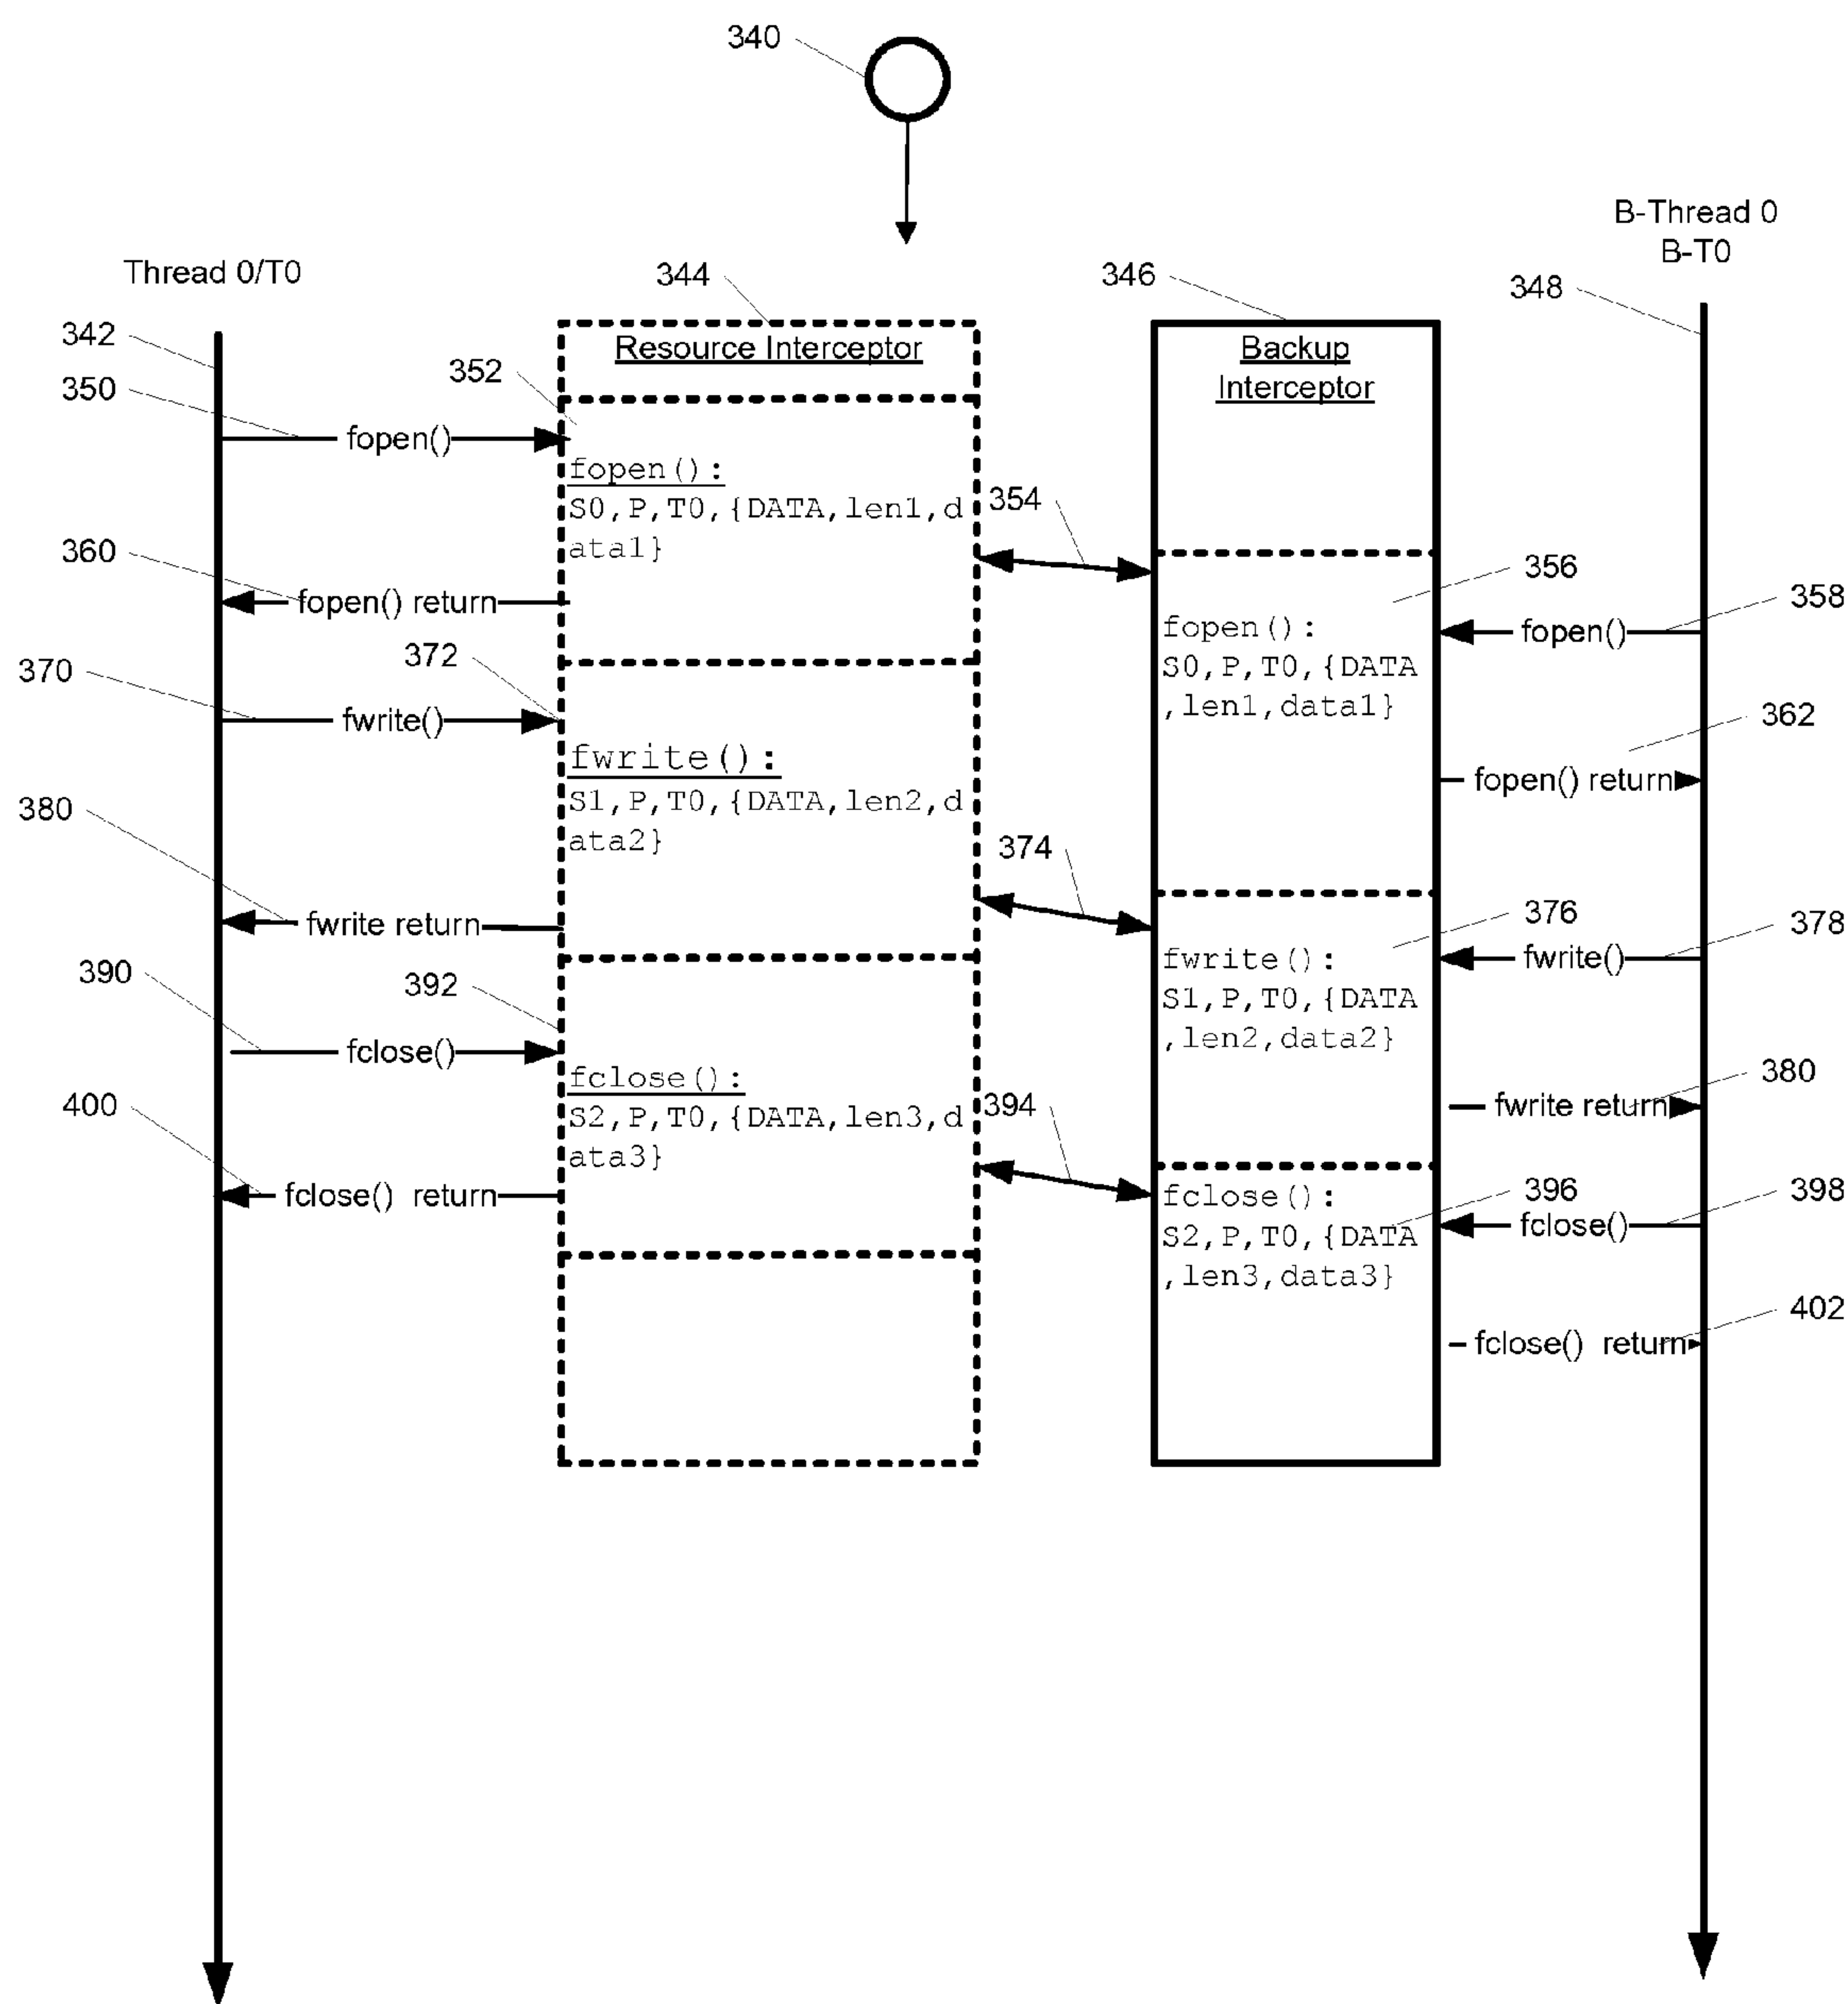 340
B-Thread 0
B-T0
Thread 0/T0
344
346
348
342
Resource Interceptor
Backup
Interceptor
352
350
fopen()
fopen():
S0,P,T0,{DATA,len1,d
ata1}
354
360
fopen() return
356
358
fopen()
fopen():
S0,P,T0,{DATA
,len1,data1}
372
370
fwrite()
362
fopen() return
fwrite():
S1,P,T0,{DATA,len2,d
ata2}
380
374
fwrite return
376
378
fwrite()
fwrite():
S1,P,T0,{DATA
,len2,data2}
390
392
fclose()
fclose():
S2,P,T0,{DATA,len3,d
ata3}
380
fwrite return
400
394
fclose() return
396
398
fclose()
fclose():
S2,P,T0,{DATA
,len3,data3}
402
fclose() return